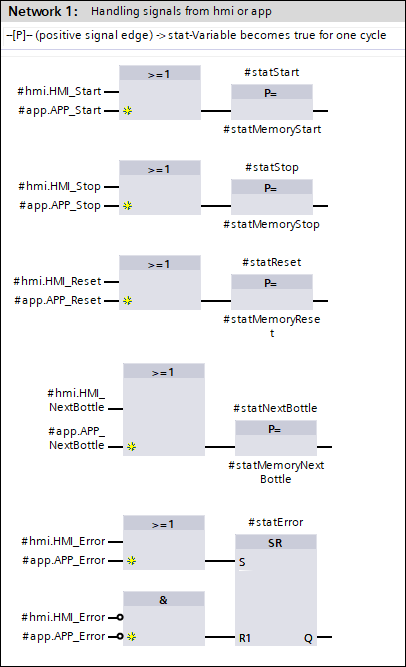 Network 1: Handling signals from hmi or app
–[P]– (positive signal edge) -> stat-Variable becomes true for one cycle
>=1
#hmi.HMI_Start
#app.APP_Start
#statStart
P=
#statMemoryStart
>=1
#hmi.HMI_Stop
#app.APP_Stop
#statStop
P=
#statMemoryStop
>=1
#hmi.HMI_Reset
#app.APP_Reset
#statReset
P=
#statMemoryRese
t
>=1
#hmi.HMI_
NextBottle
#app.APP_
NextBottle
#statNextBottle
P=
#statMemoryNext
Bottle
>=1
#hmi.HMI_Error
#app.APP_Error
&
#hmi.HMI_Error
#app.APP_Error
#statError
SR
S
R1 Q